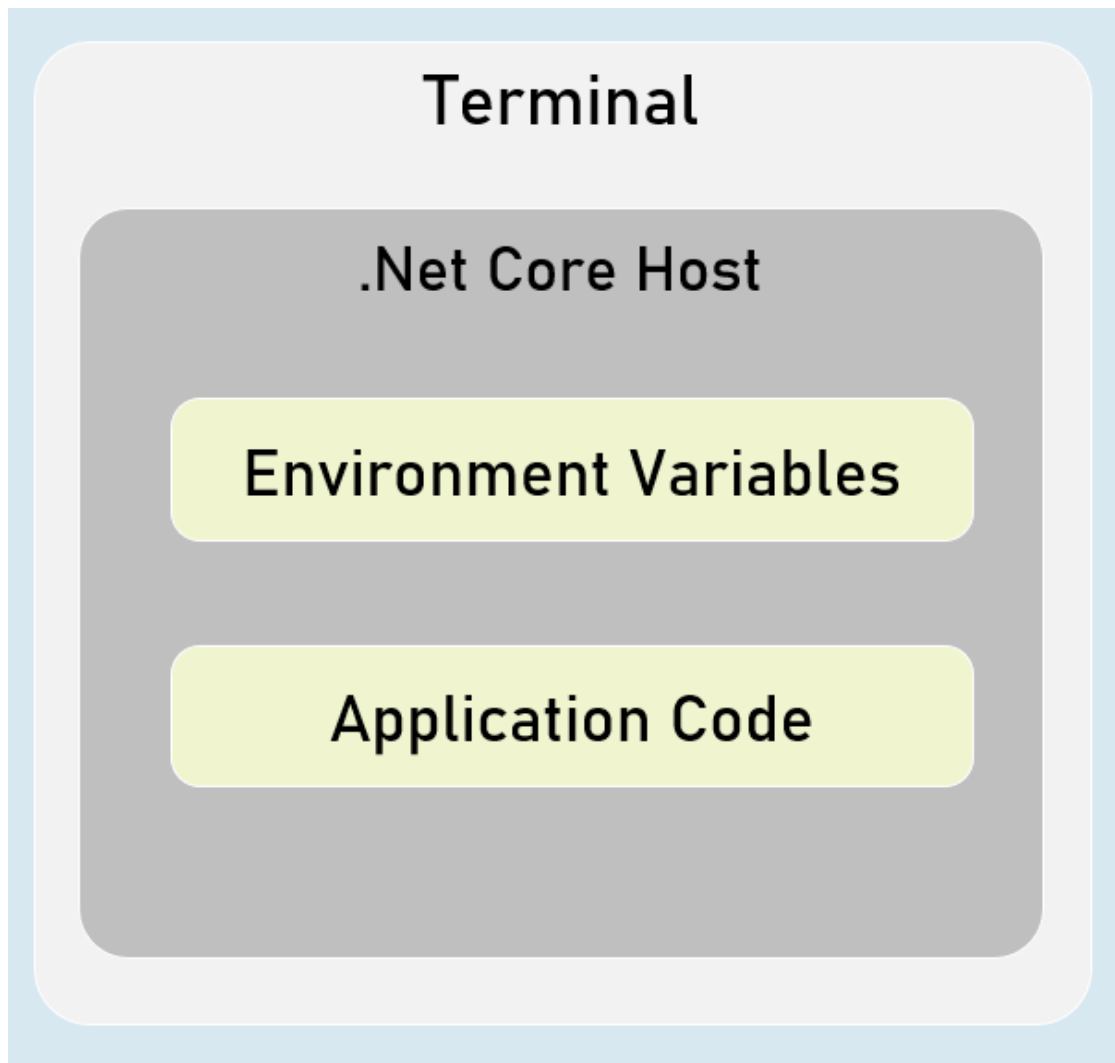 Terminal
.Net Core Host
Environment Variables
Application Code